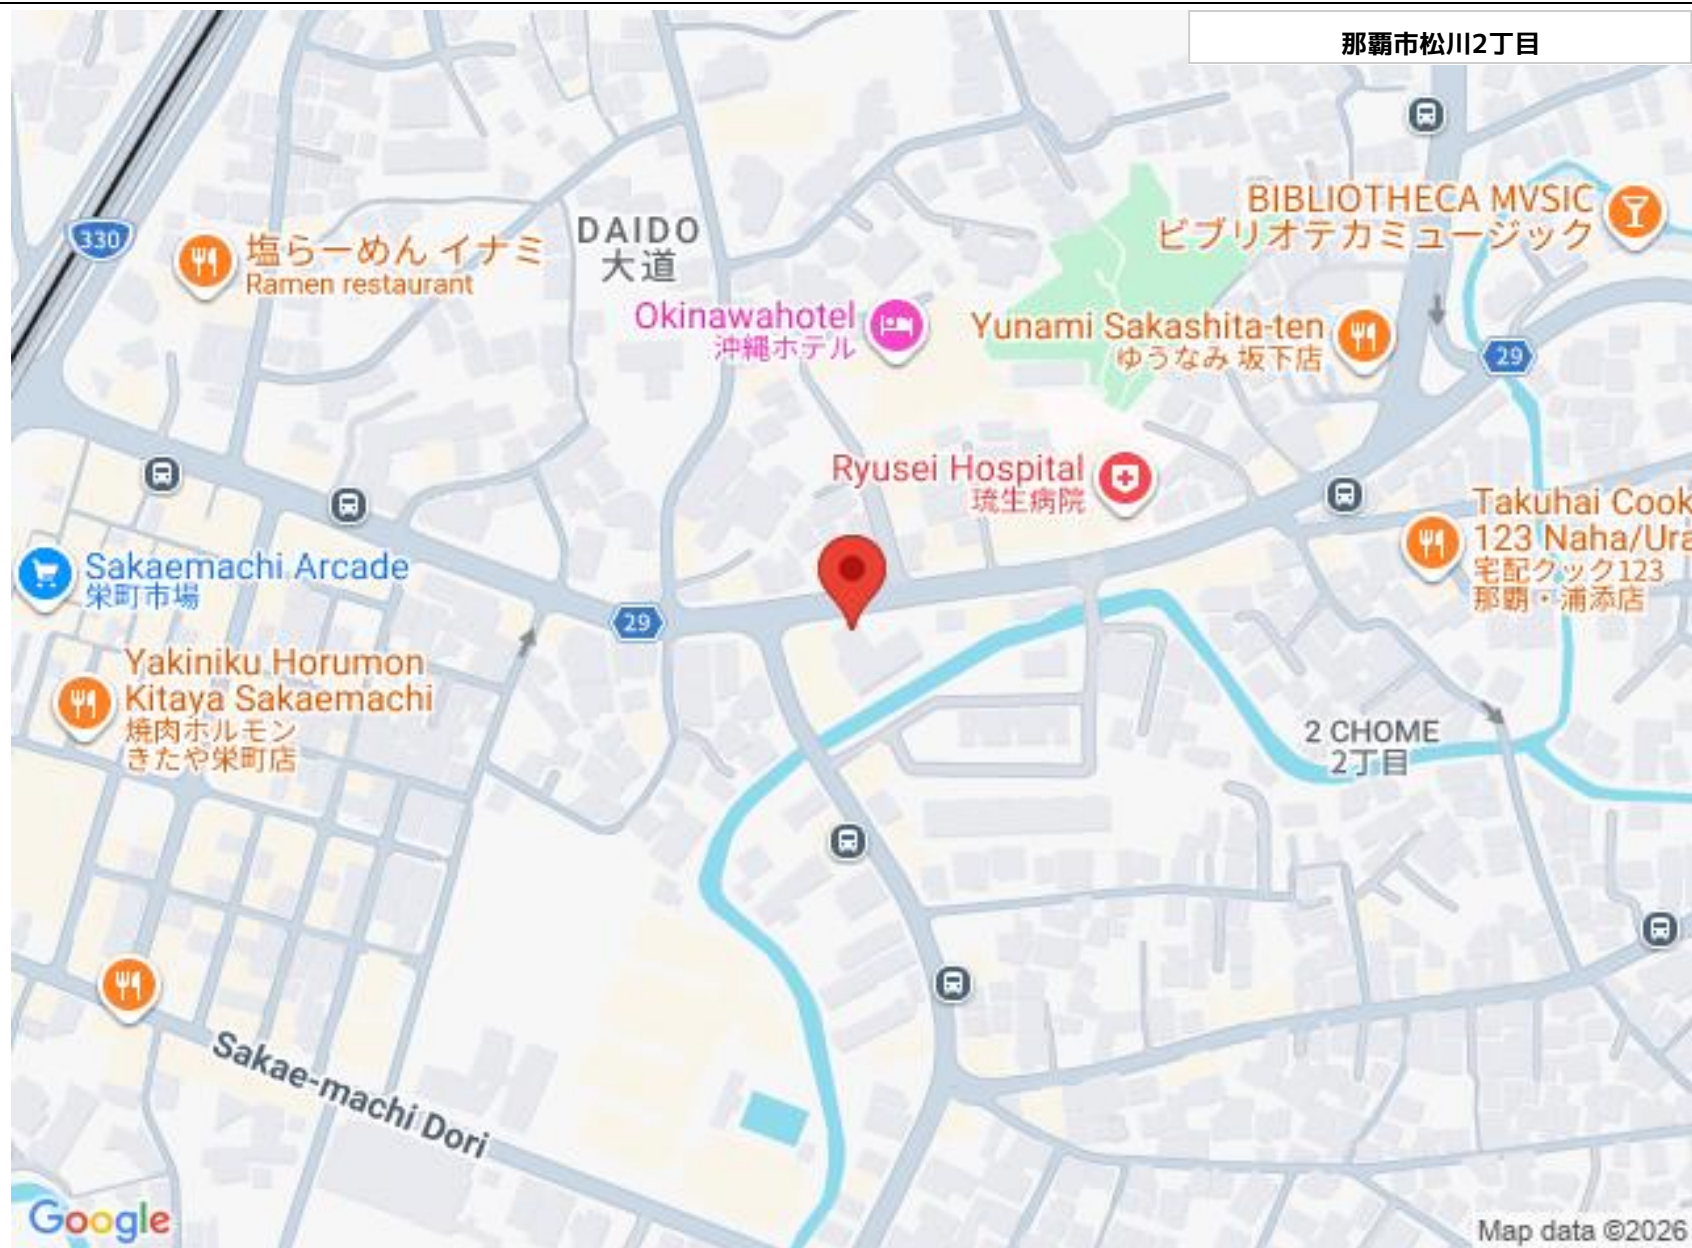 那覇市松川2丁目
BIBLIOTHECA MVSIC
ビブリオテカミュージック
330
塩らーめん イナミ
Ramen restaurant
DAIDO
大道
Okinawahotel
沖縄ホテル
Yunami Sakashita-ten
ゆうなみ 坂下店
29
Ryusei Hospital
琉生病院
Takuhai Cook
123 Naha/Ura
宅配クック123
那覇・浦添店
Sakaemachi Arcade
栄町市場
29
Yakiniku Horumon
Kitaya Sakaemachi
焼肉ホルモン
きたや栄町店
2 CHOME
2丁目
Sakae-machi Dori
Google
Map data ©2026